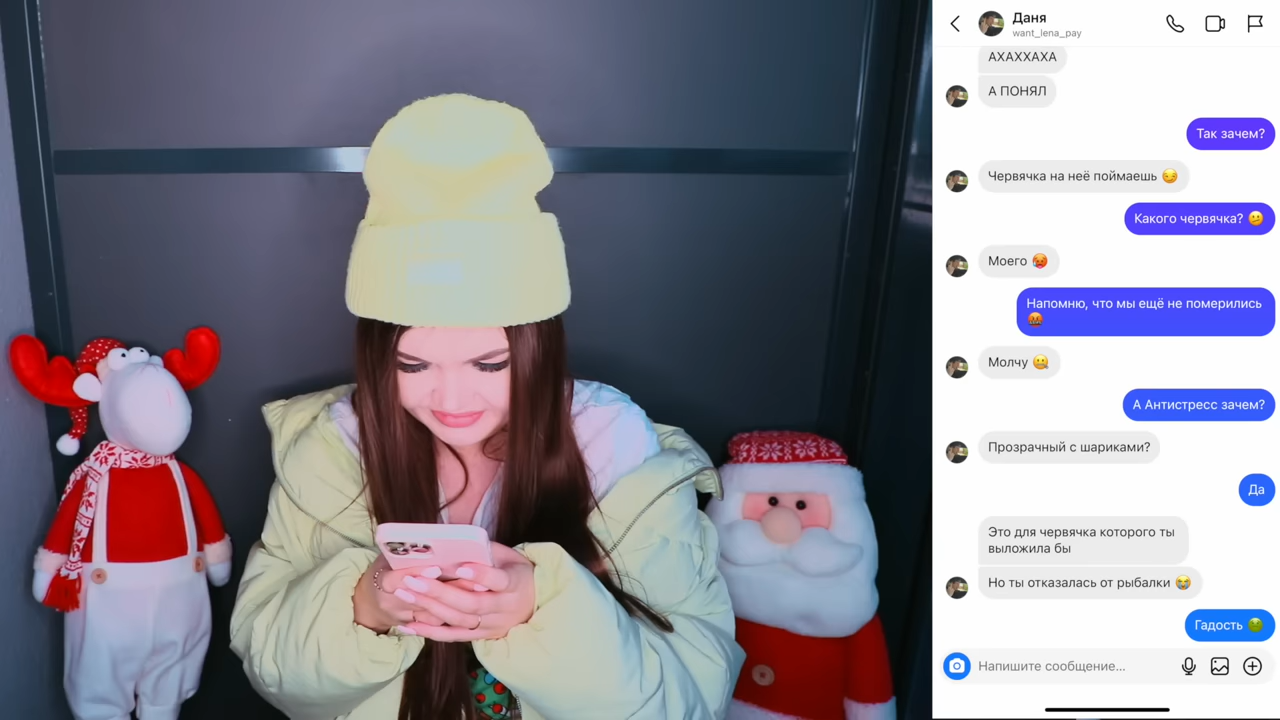 Даня
want_lena_pay
АХАХХАХА
А ПОНЯЛ
Так зачем?
Червячка на неё поймаешь 😏
Какого червячка? 🫤
Моего 🥵
Напомню, что мы ещё не померились
🤬
Молчу 🤐
А Антистресс зачем?
Прозрачный с шариками?
Да
Это для червячка которого ты
выложила бы
Но ты отказалась от рыбалки 😭
Гадость 🤢
Напишите сообщение...